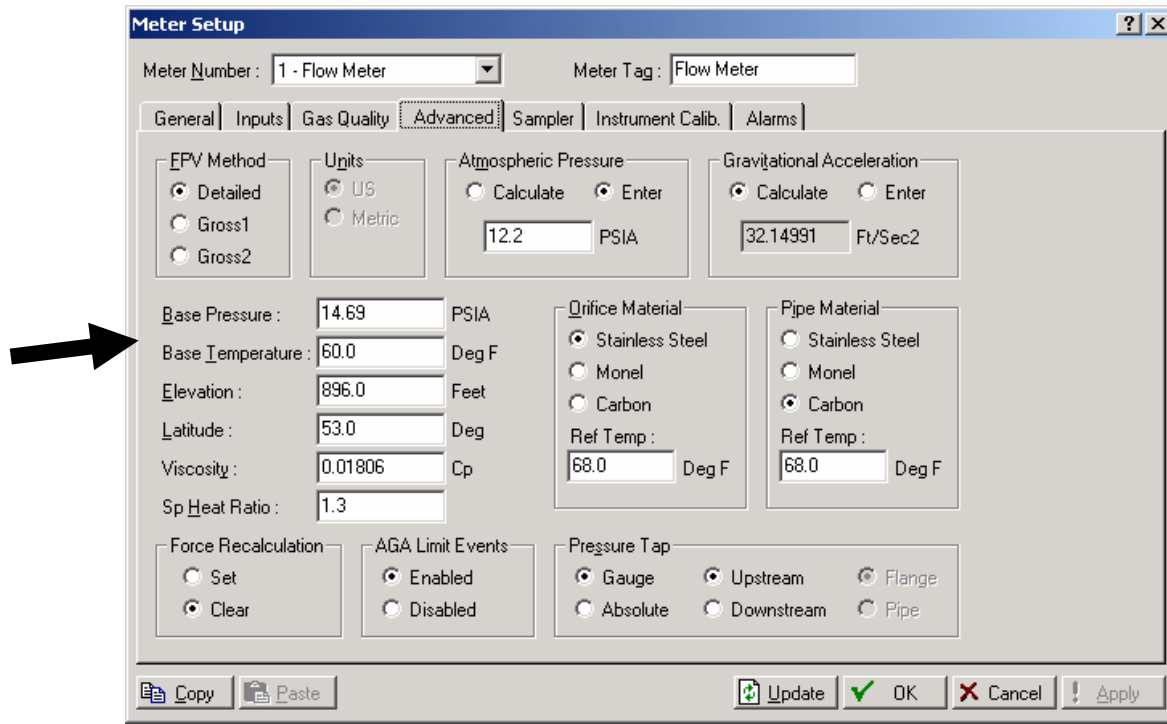 Meter Setup
Meter Number : 1 - Flow Meter Meter Tag : Flow Meter
General Inputs Gas Quality Advanced Sampler Instrument Calib. Alarms
FPV Method
Detailed
Gross1
Gross2
Units
US
Metric
Atmospheric Pressure
Calculate Enter
12.2 PSIA
Gravitational Acceleration
Calculate Enter
32.14991 Ft/Sec2
Base Pressure : 14.69 PSIA
Base Temperature : 60.0 Deg F
Elevation : 896.0 Feet
Latitude : 53.0 Deg
Viscosity : 0.01806 Cp
Sp Heat Ratio : 1.3
Orifice Material
Stainless Steel
Monel
Carbon
Ref Temp :
68.0 Deg F
Pipe Material
Stainless Steel
Monel
Carbon
Ref Temp :
68.0 Deg F
Force Recalculation
Set
Clear
AGA Limit Events
Enabled
Disabled
Pressure Tap
Gauge Upstream Flange
Absolute Downstream Pipe
Copy Paste Update OK Cancel Apply